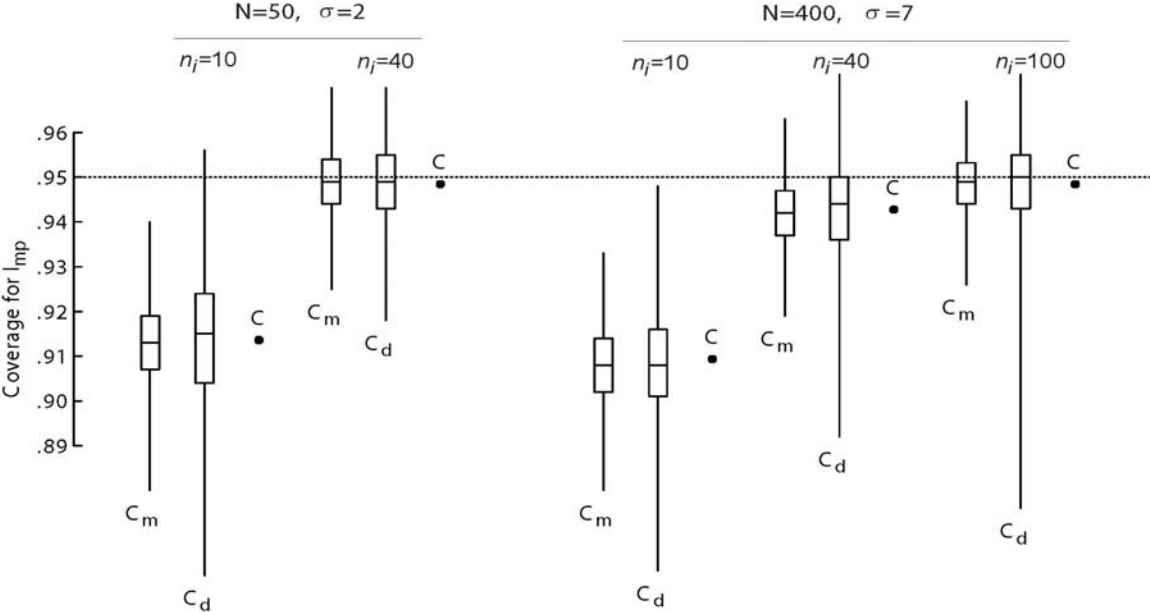 N=50, σ=2
N=400, σ=7
n_i=10
n_i=40
n_i=10
n_i=40
n_i=100
Coverage for I_mp
.96
.95
.94
.93
.92
.91
.90
.89
C_m
C_d
C
C_m
C_d
C
C_m
C_d
C
C_m
C_d
C
C_m
C_d
C